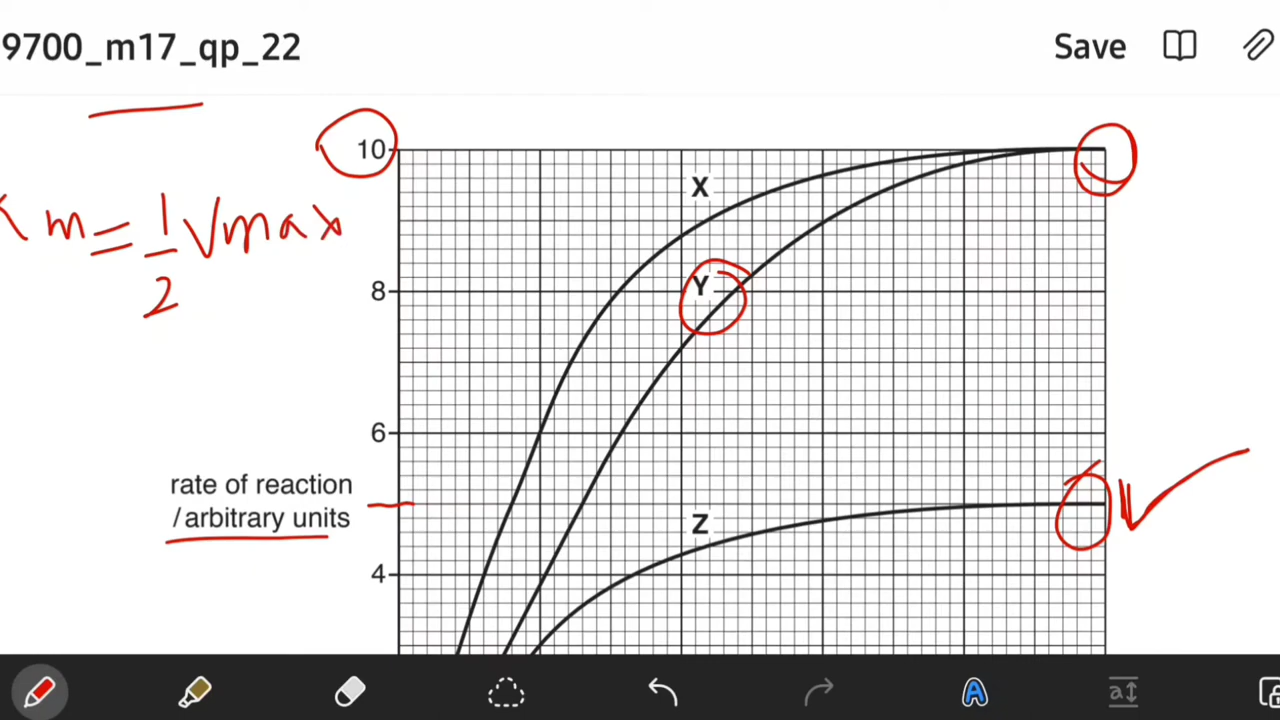 9700_m17_qp_22
Save
10
X
Km = 1/2 Vmax
Y
8
6
rate of reaction
/arbitrary units
Z
4
A
a